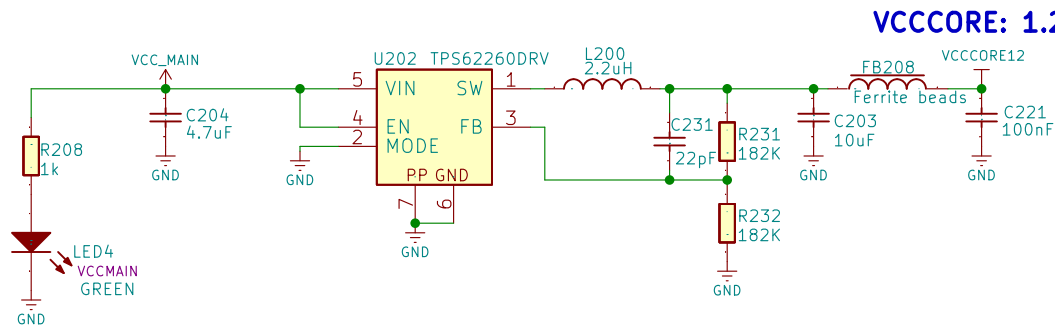 VCCCORE: 1.2
VCC_MAIN
U202 TPS62260DRV
L200
2.2uH
FB208
Ferrite beads
VCCCORE12
5 VIN SW 1
4 EN FB 3
2 MODE
PP GND
7 6
GND
C204
4.7uF
GND
GND
R208
1k
LED4
VCCMAIN
GREEN
GND
C231
22pF
R231
182K
R232
182K
GND
C203
10uF
GND
C221
100nF
GND